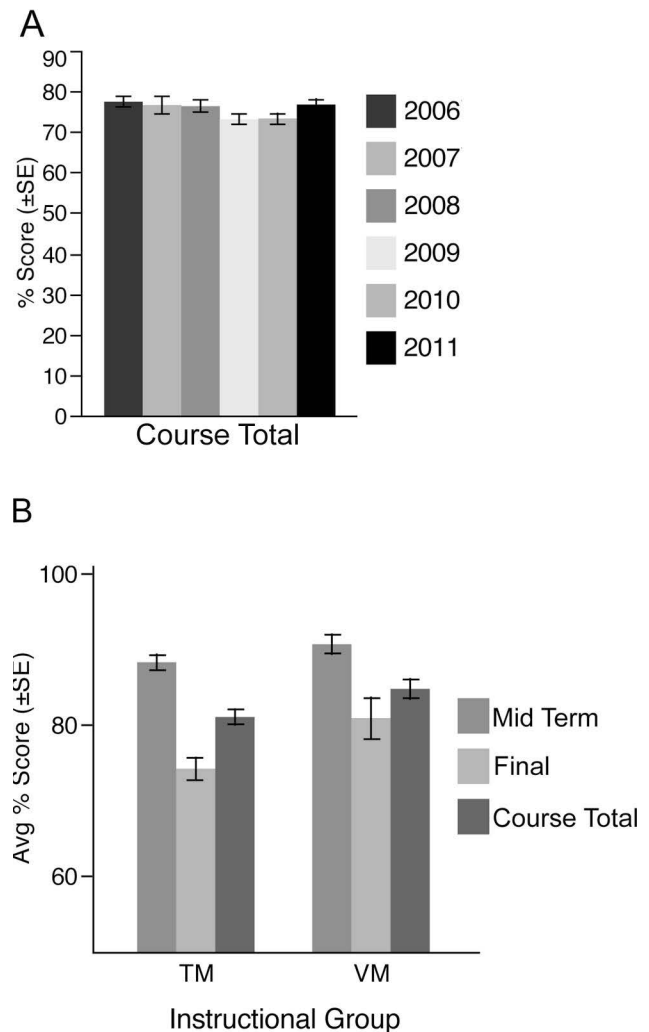 A
90
80
70
60
50
40
30
20
10
0
% Score (±SE)
Course Total
2006
2007
2008
2009
2010
2011
B
100
80
60
Avg % Score (±SE)
TM
VM
Instructional Group
Mid Term
Final
Course Total